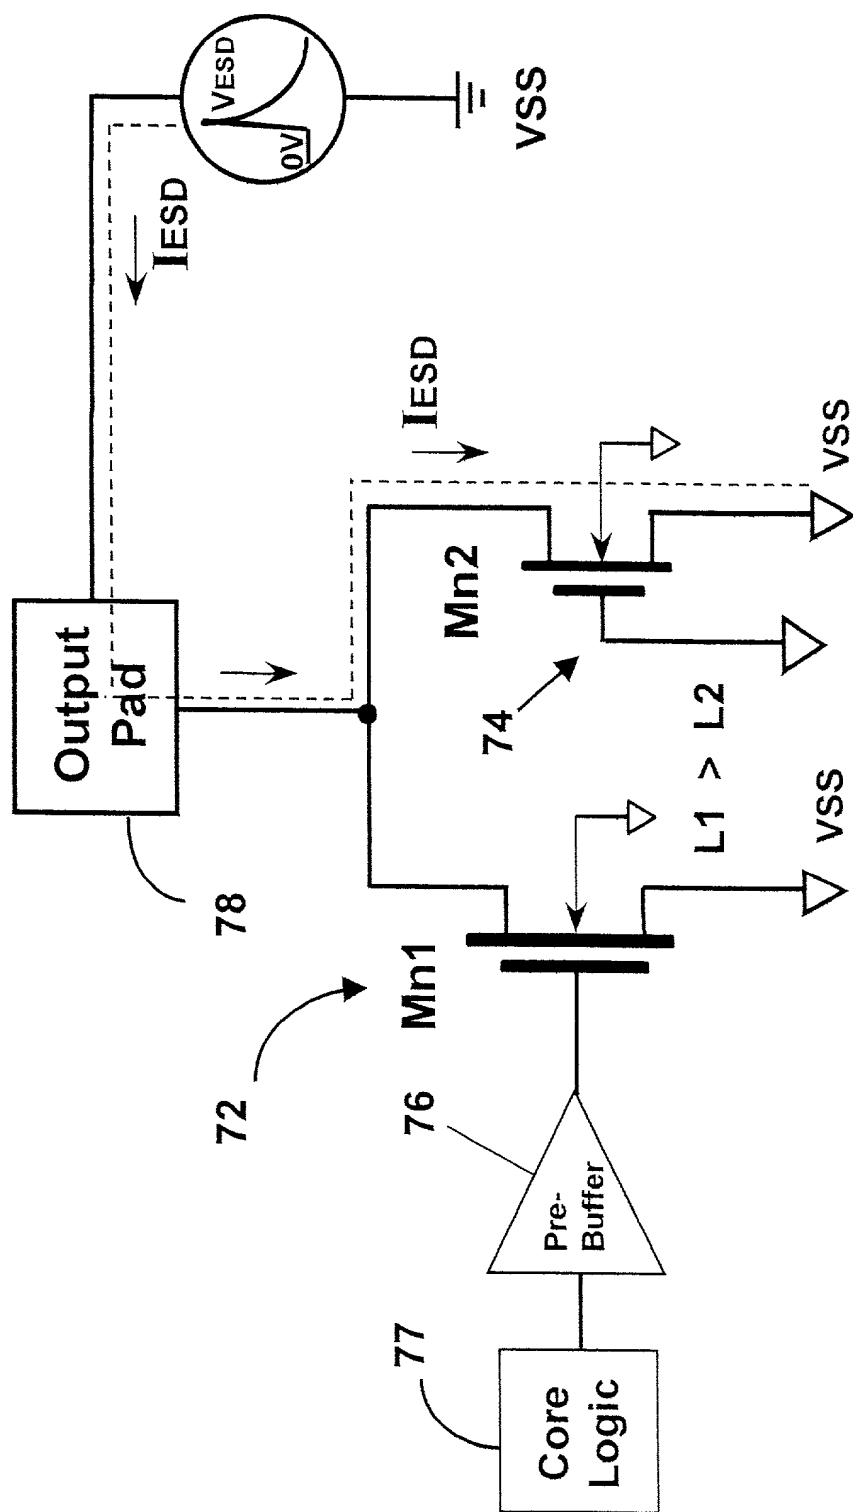 VESD
0V
VSS
IESD
Output
Pad
78
IESD
72
Mn1
Mn2
74
L1 > L2
VSS
VSS
76
Pre-
Buffer
77
Core
Logic